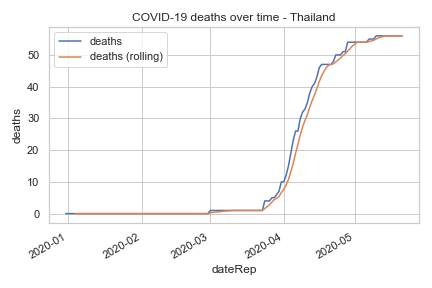 COVID-19 deaths over time - Thailand
deaths
deaths (rolling)
deaths
50
40
30
20
10
0
2020-01
2020-02
2020-03
2020-04
2020-05
dateRep